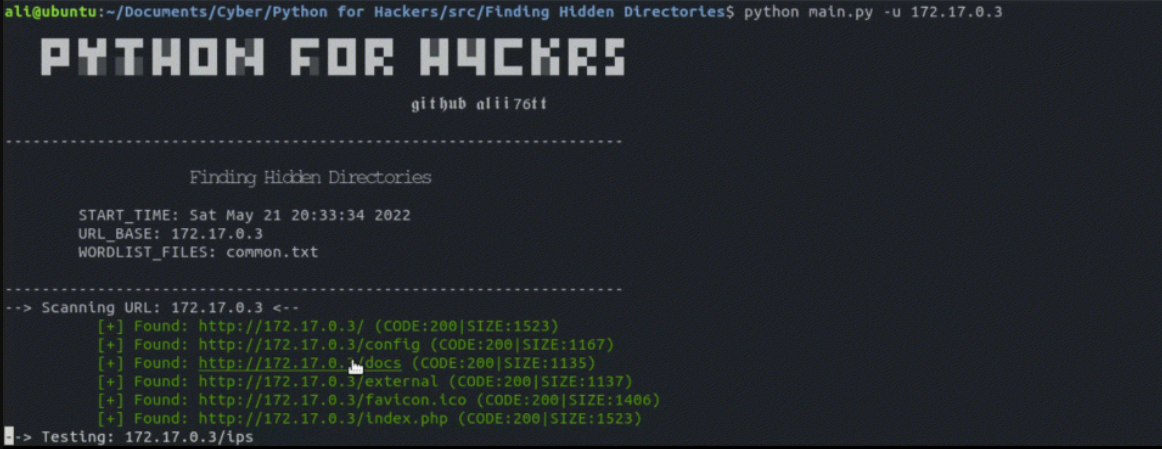 ali@ubuntu:~/Documents/Cyber/Python for Hackers/src/Finding Hidden Directories$ python main.py -u 172.17.0.3
PYTHON FOR H4CKRS
github alii76tt
--------------------------------------------------------------------
Finding Hidden Directories
START_TIME: Sat May 21 20:33:34 2022
URL_BASE: 172.17.0.3
WORDLIST_FILES: common.txt
--------------------------------------------------------------------
--> Scanning URL: 172.17.0.3 <--
[+] Found: http://172.17.0.3/ (CODE:200|SIZE:1523)
[+] Found: http://172.17.0.3/config (CODE:200|SIZE:1167)
[+] Found: http://172.17.0.3/docs (CODE:200|SIZE:1135)
[+] Found: http://172.17.0.3/external (CODE:200|SIZE:1137)
[+] Found: http://172.17.0.3/favicon.ico (CODE:200|SIZE:1406)
[+] Found: http://172.17.0.3/index.php (CODE:200|SIZE:1523)
--> Testing: 172.17.0.3/ips